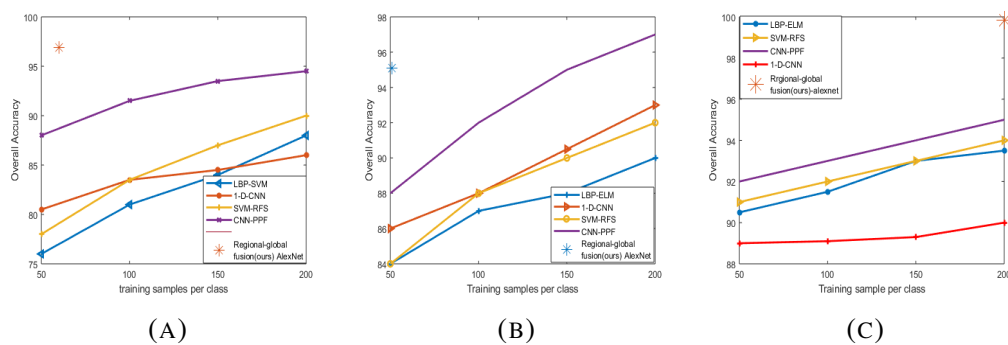 100
95
90
85
80
75
Overall Accuracy
50
100
150
200
training samples per class
LBP-SVM
1-D-CNN
SVM-RFS
CNN-PPF
Regional-global
fusion(ours) AlexNet
(A)
98
96
94
92
90
88
86
84
Overall Accuracy
50
100
150
200
Training samples per class
LBP-ELM
1-D-CNN
SVM-RFS
CNN-PPF
Regional-global
fusion(ours) AlexNet
(B)
100
98
96
94
92
90
88
Overall Accuracy
50
100
150
200
Training sample per class
LBP-ELM
SVM-RFS
CNN-PPF
1-D-CNN
Rrgional-global
fusion(ours)-alexnet
(C)